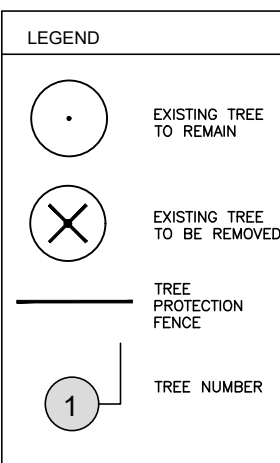 LEGEND
EXISTING TREE
TO REMAIN
EXISTING TREE
TO BE REMOVED
TREE
PROTECTION
FENCE
1
TREE NUMBER